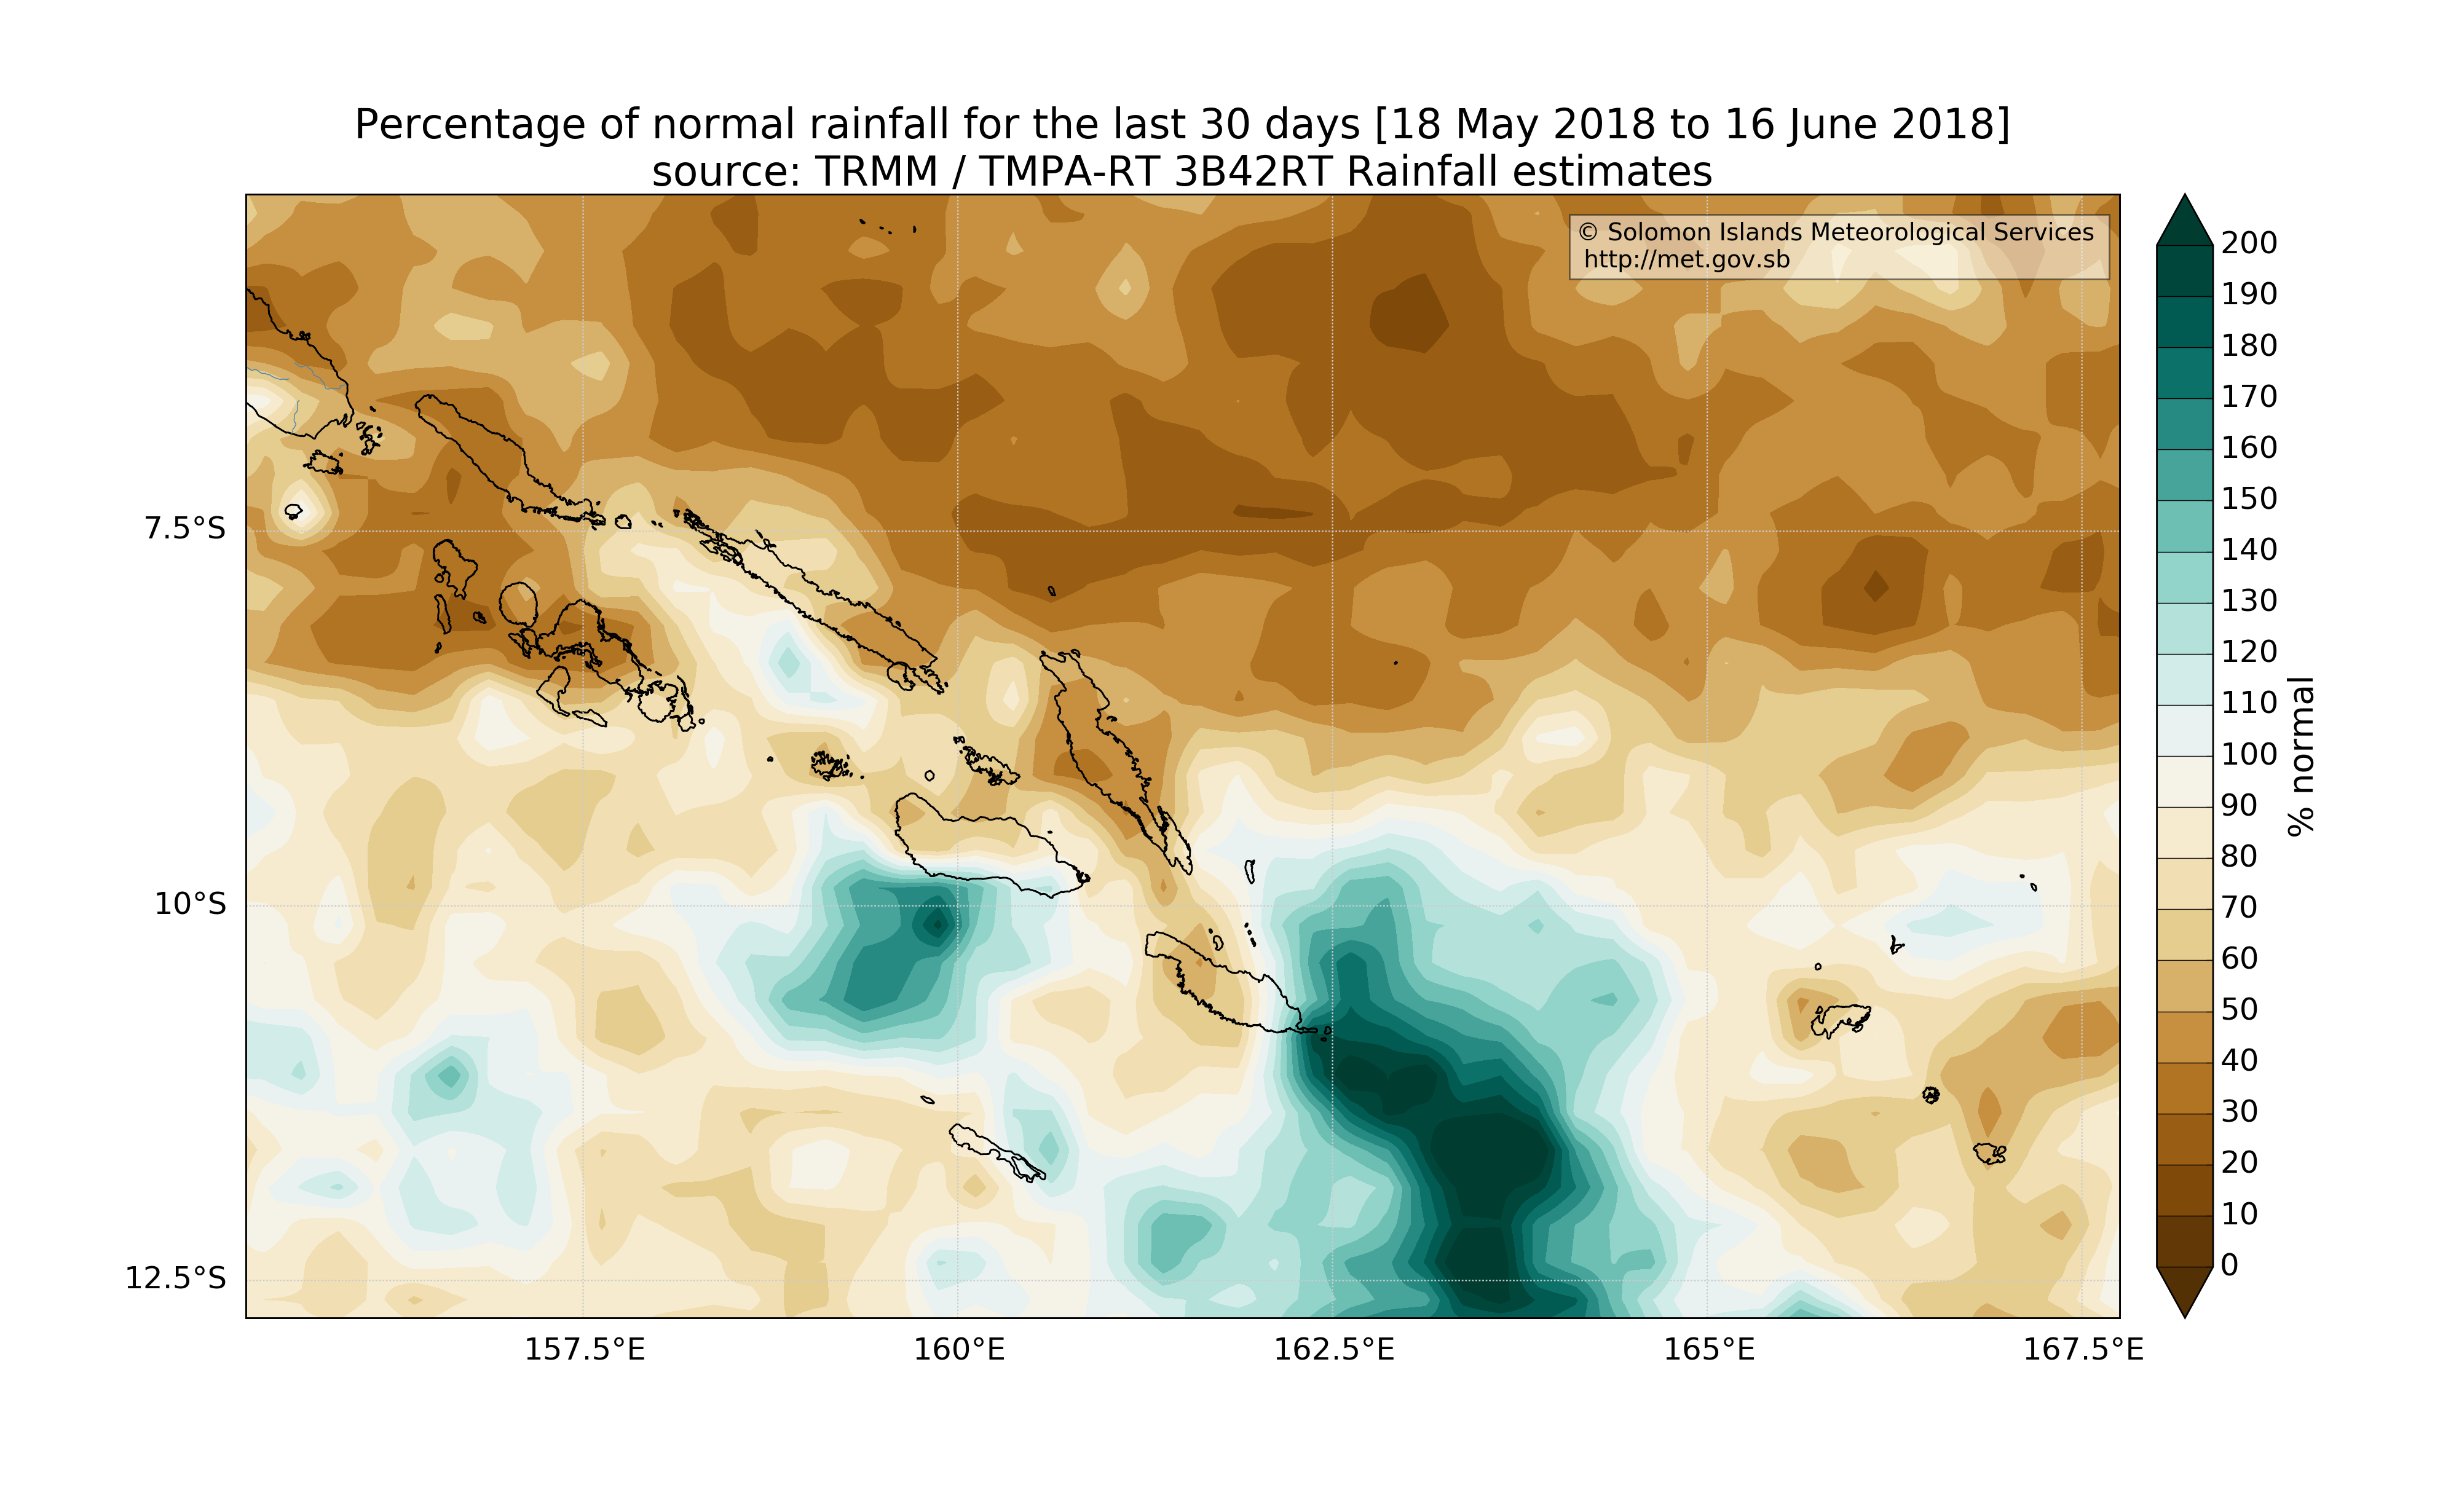 Percentage of normal rainfall for the last 30 days [18 May 2018 to 16 June 2018]
source: TRMM / TMPA-RT 3B42RT Rainfall estimates
© Solomon Islands Meteorological Services
http://met.gov.sb
7.5°S
10°S
12.5°S
157.5°E
160°E
162.5°E
165°E
167.5°E
200
190
180
170
160
150
140
130
120
110
100
90
80
70
60
50
40
30
20
10
0
% normal